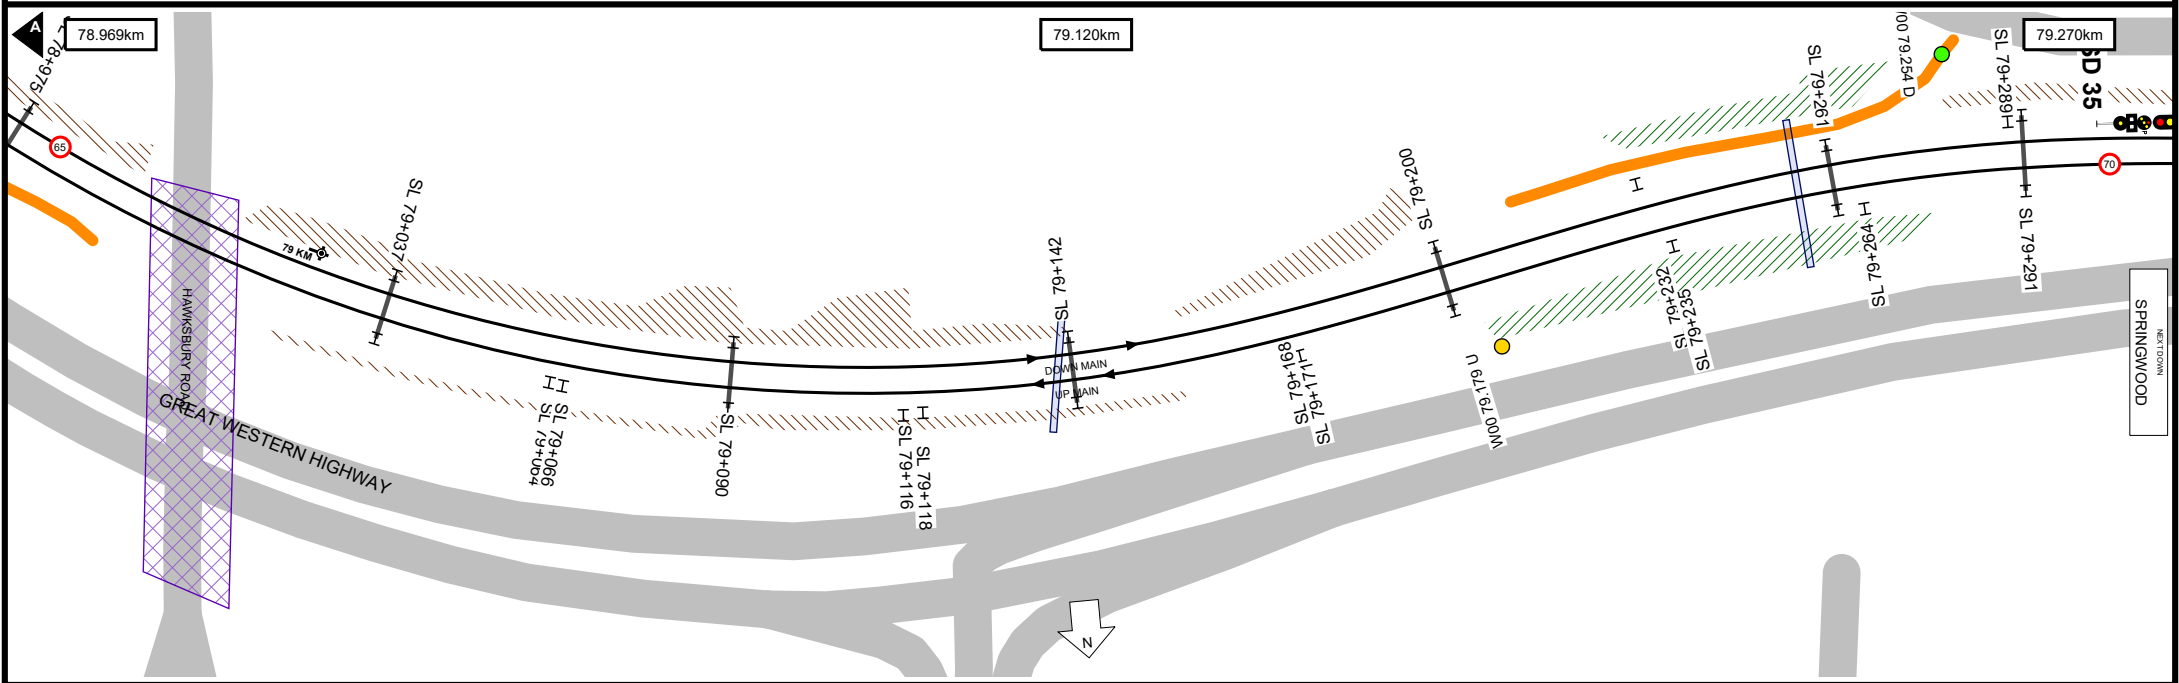 A
78.969km
79.120km
79.270km
SL 78+975
65
HAWKSBURY ROAD
GREAT WESTERN HIGHWAY
79 KM
SL 79+037
SL 79+064
SL 79+066
SL 79+090
SL 79+116
SL 79+118
SL 79+142
DOWN MAIN
UP MAIN
N
SL 79+168
SL 79+171
SL 79+200
W00 79.179 U
SL 79+232
SL 79+235
SL 79+261
SL 79+264
00 79.254 D
SL 79+289
SL 79+291
SD 35
P
70
SPRINGWOOD
NEXT DOWN